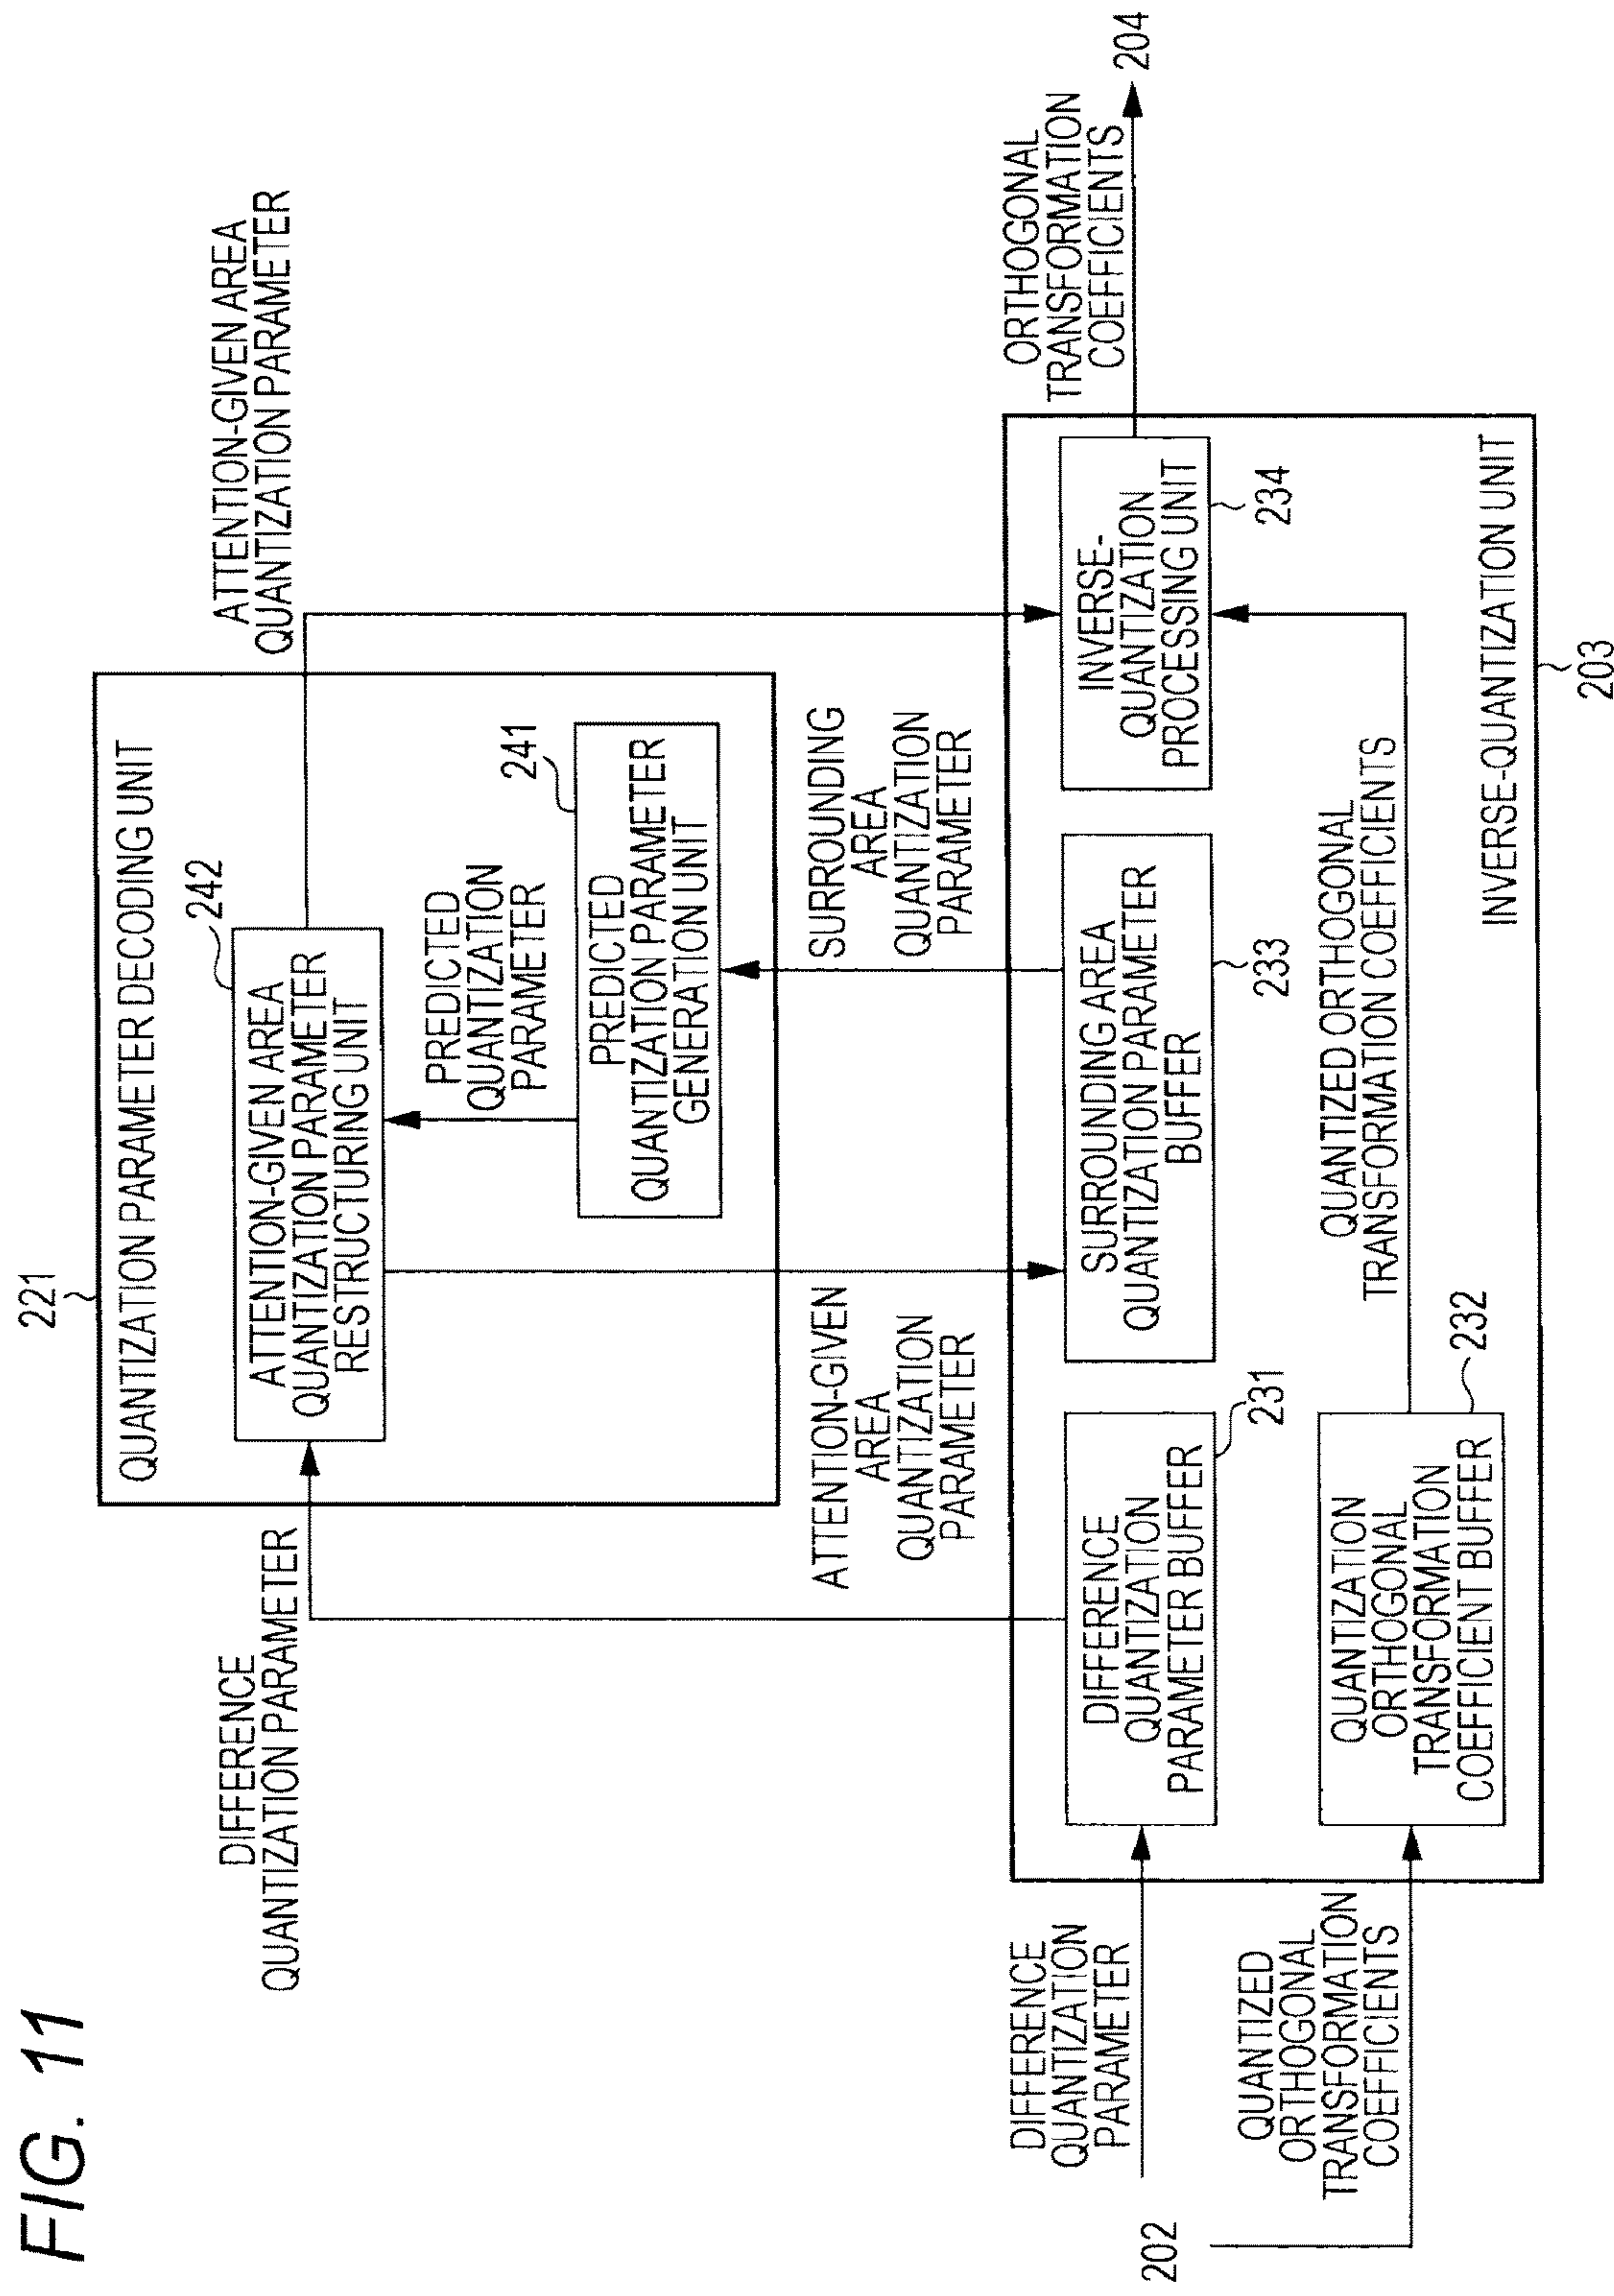 FIG. 11
221
QUANTIZATION PARAMETER DECODING UNIT
DIFFERENCE
QUANTIZATION PARAMETER
242
ATTENTION-GIVEN AREA
QUANTIZATION PARAMETER
RESTRUCTURING UNIT
ATTENTION-GIVEN AREA
QUANTIZATION PARAMETER
PREDICTED
QUANTIZATION
PARAMETER
241
PREDICTED
QUANTIZATION PARAMETER
GENERATION UNIT
ATTENTION-GIVEN
AREA
QUANTIZATION
PARAMETER
SURROUNDING
AREA
QUANTIZATION
PARAMETER
ORTHOGONAL
TRANSFORMATION
COEFFICIENTS
204
202
DIFFERENCE
QUANTIZATION
PARAMETER
DIFFERENCE
QUANTIZATION
PARAMETER BUFFER
231
SURROUNDING AREA
QUANTIZATION PARAMETER
BUFFER
233
INVERSE-
QUANTIZATION
PROCESSING UNIT
234
QUANTIZED
ORTHOGONAL
TRANSFORMATION
COEFFICIENTS
QUANTIZATION
ORTHOGONAL
TRANSFORMATION
COEFFICIENT BUFFER
232
QUANTIZED ORTHOGONAL
TRANSFORMATION COEFFICIENTS
INVERSE-QUANTIZATION UNIT
203